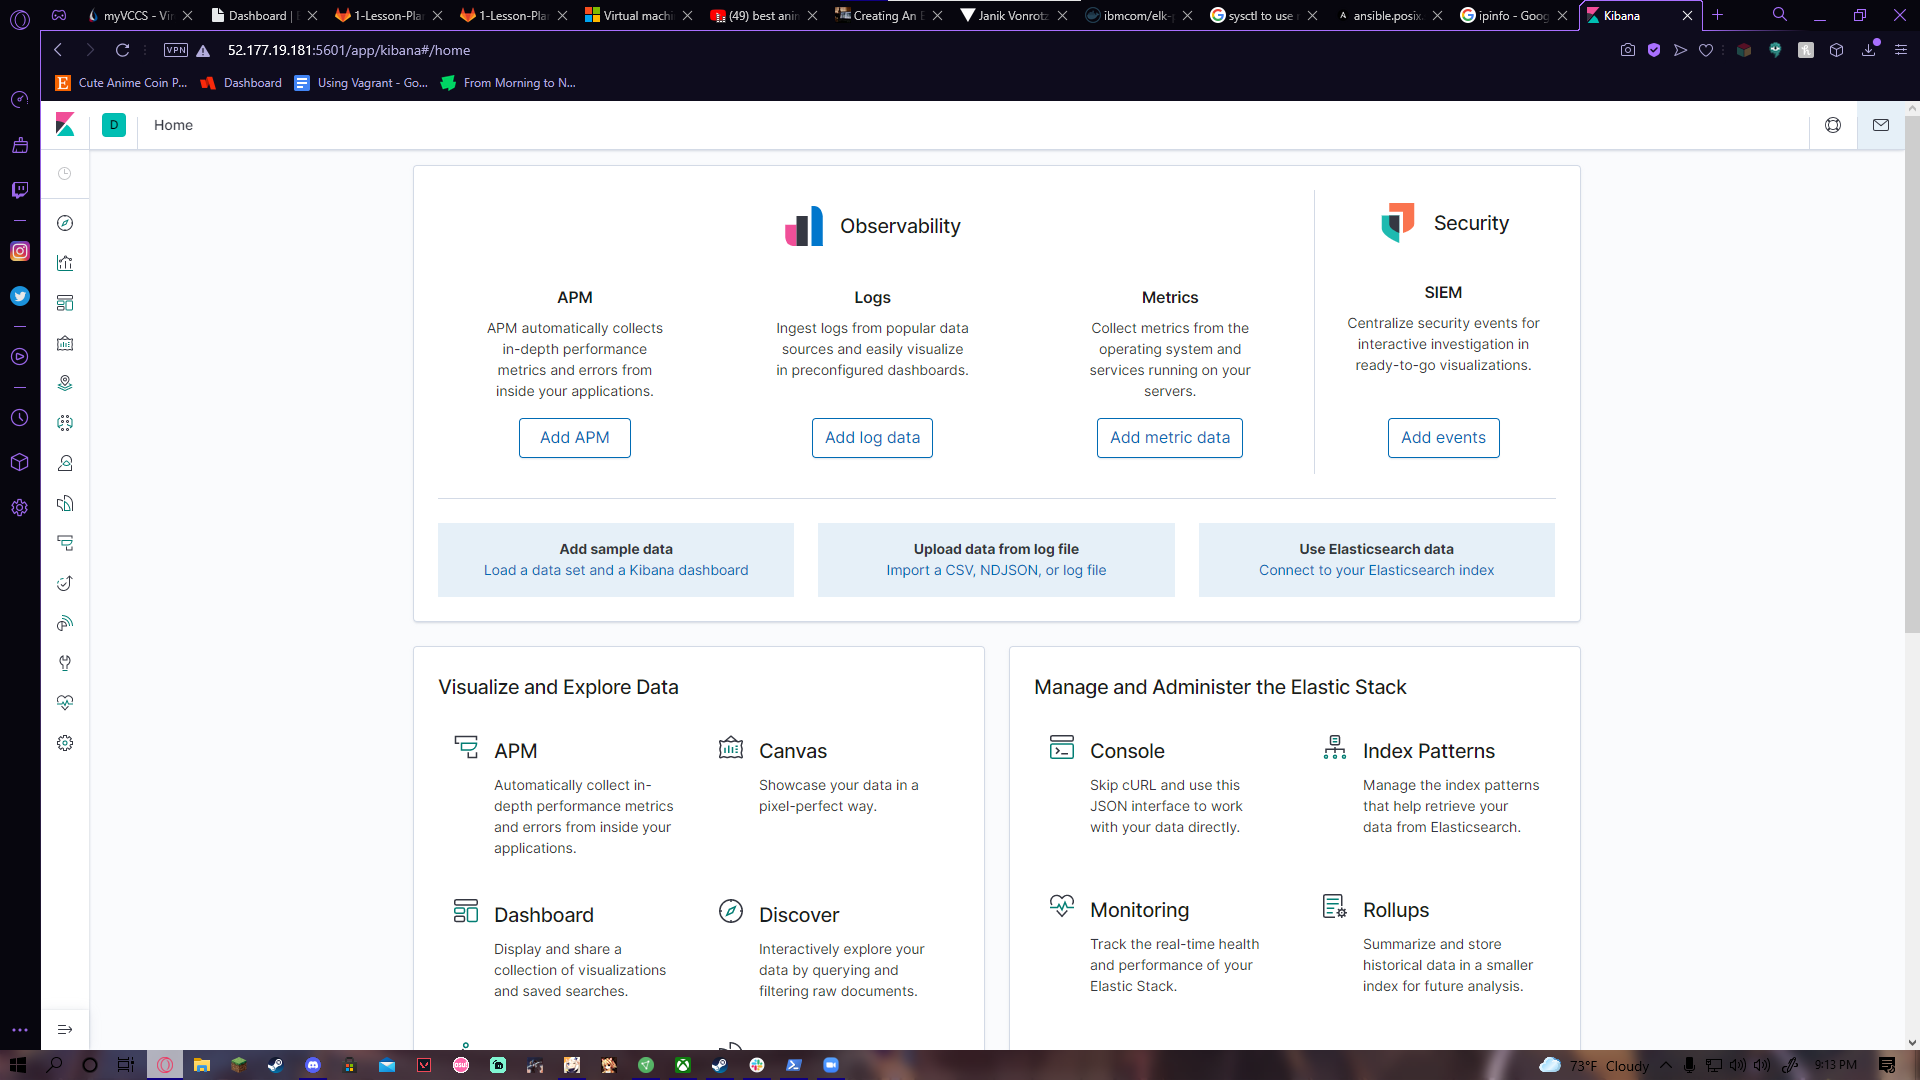 myVCCS - Vir
Dashboard | E
1-Lesson-Plan
1-Lesson-Plan
Virtual machi
(49) best anim
Creating An E
Janik Vonrotz
ibmcom/elk-p
sysctl to use r
ansible.posix
ipinfo - Goog
Kibana
VPN
52.177.19.181:5601/app/kibana#/home
Cute Anime Coin P...
Dashboard
Using Vagrant - Go...
From Morning to N...
D
Home
Observability
Security
APM
APM automatically collects
in-depth performance
metrics and errors from
inside your applications.
Add APM
Logs
Ingest logs from popular data
sources and easily visualize
in preconfigured dashboards.
Add log data
Metrics
Collect metrics from the
operating system and
services running on your
servers.
Add metric data
SIEM
Centralize security events for
interactive investigation in
ready-to-go visualizations.
Add events
Add sample data
Load a data set and a Kibana dashboard
Upload data from log file
Import a CSV, NDJSON, or log file
Use Elasticsearch data
Connect to your Elasticsearch index
Visualize and Explore Data
APM
Automatically collect in-
depth performance metrics
and errors from inside your
applications.
Canvas
Showcase your data in a
pixel-perfect way.
Dashboard
Display and share a
collection of visualizations
and saved searches.
Discover
Interactively explore your
data by querying and
filtering raw documents.
Manage and Administer the Elastic Stack
Console
Skip cURL and use this
JSON interface to work
with your data directly.
Index Patterns
Manage the index patterns
that help retrieve your
data from Elasticsearch.
Monitoring
Track the real-time health
and performance of your
Elastic Stack.
Rollups
Summarize and store
historical data in a smaller
index for future analysis.
73°F Cloudy
9:13 PM